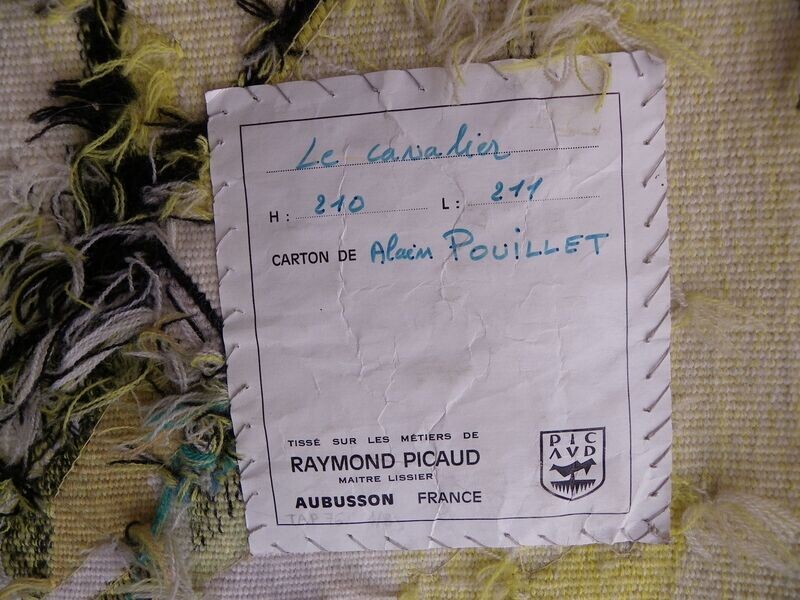 Le cavalier
H: 210 L: 211
CARTON DE Alain POUILLET
TISSÉ SUR LES MÉTIERS DE
RAYMOND PICAUD
MAITRE LISSIER
AUBUSSON FRANCE
PIC
AVD